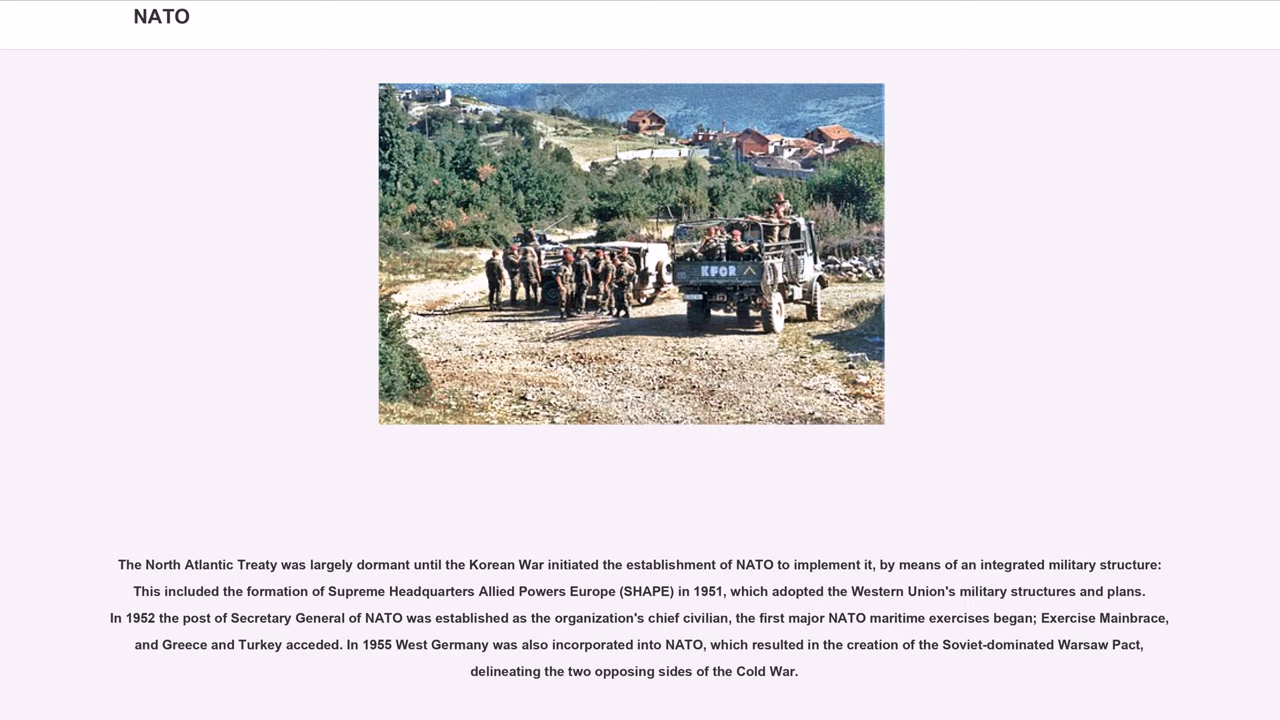 NATO
KFOR
The North Atlantic Treaty was largely dormant until the Korean War initiated the establishment of NATO to implement it, by means of an integrated military structure:
This included the formation of Supreme Headquarters Allied Powers Europe (SHAPE) in 1951, which adopted the Western Union's military structures and plans.
In 1952 the post of Secretary General of NATO was established as the organization's chief civilian, the first major NATO maritime exercises began; Exercise Mainbrace,
and Greece and Turkey acceded. In 1955 West Germany was also incorporated into NATO, which resulted in the creation of the Soviet-dominated Warsaw Pact,
delineating the two opposing sides of the Cold War.